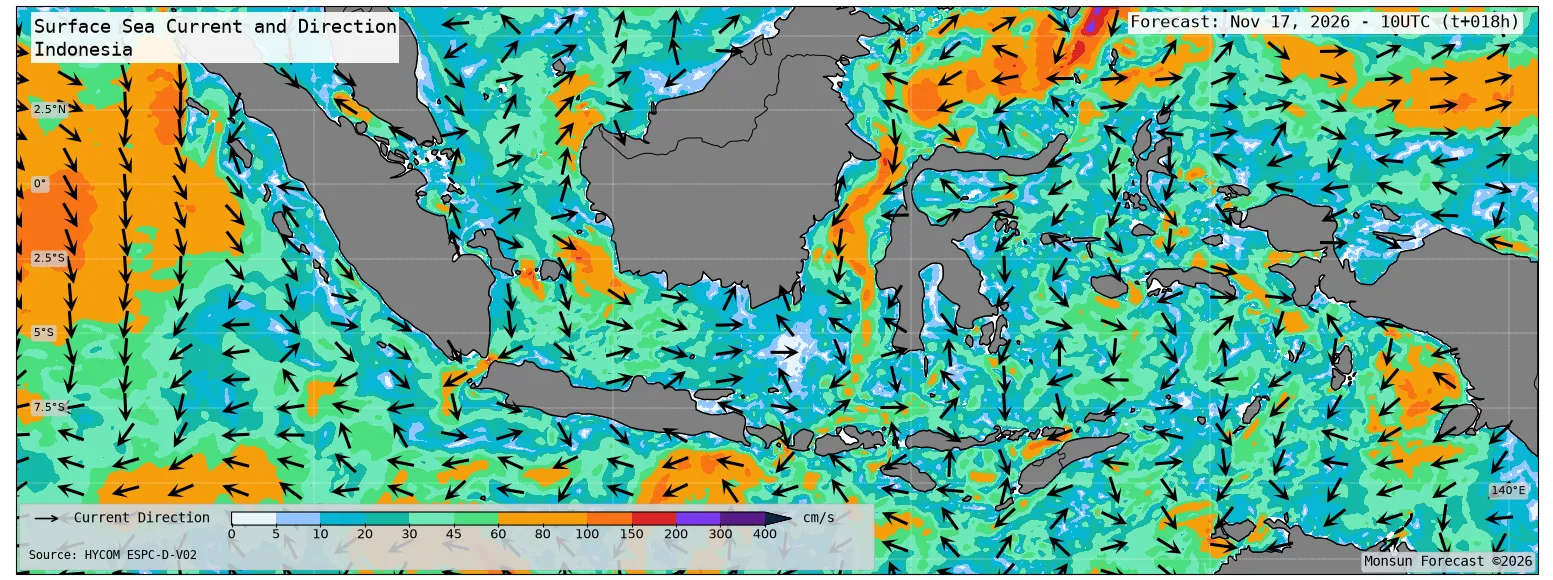 Surface Sea Current and Direction
Indonesia
Forecast: Nov 17, 2026 - 10UTC (t+018h)
2.5°N
0°
2.5°S
5°S
7.5°S
140°E
Current Direction
0 5 10 20 30 45 60 80 100 150 200 300 400 cm/s
Source: HYCOM ESPC-D-V02
Monsun Forecast ©2026